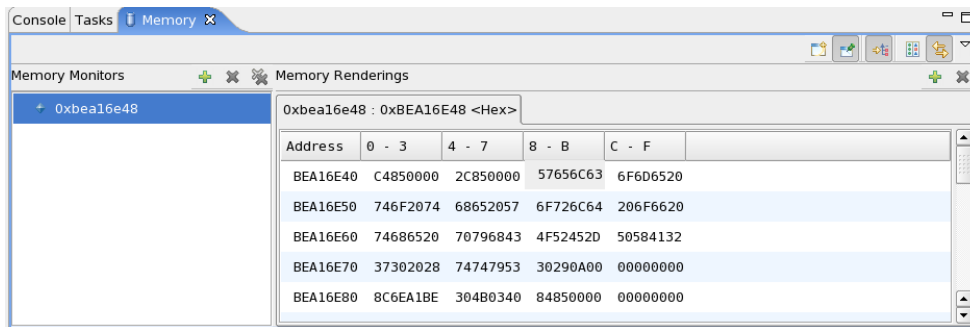 Console Tasks Memory
Memory Monitors Memory Renderings
0xbea16e48 0xbea16e48 : 0xBEA16E48 <Hex>
Address 0 - 3 4 - 7 8 - B C - F
BEA16E40 C4850000 2C850000 57656C63 6F6D6520
BEA16E50 746F2074 68652057 6F726C64 206F6620
BEA16E60 74686520 70796843 4F52452D 50584132
BEA16E70 37302028 74747953 30290A00 00000000
BEA16E80 8C6EA1BE 304B0340 84850000 00000000